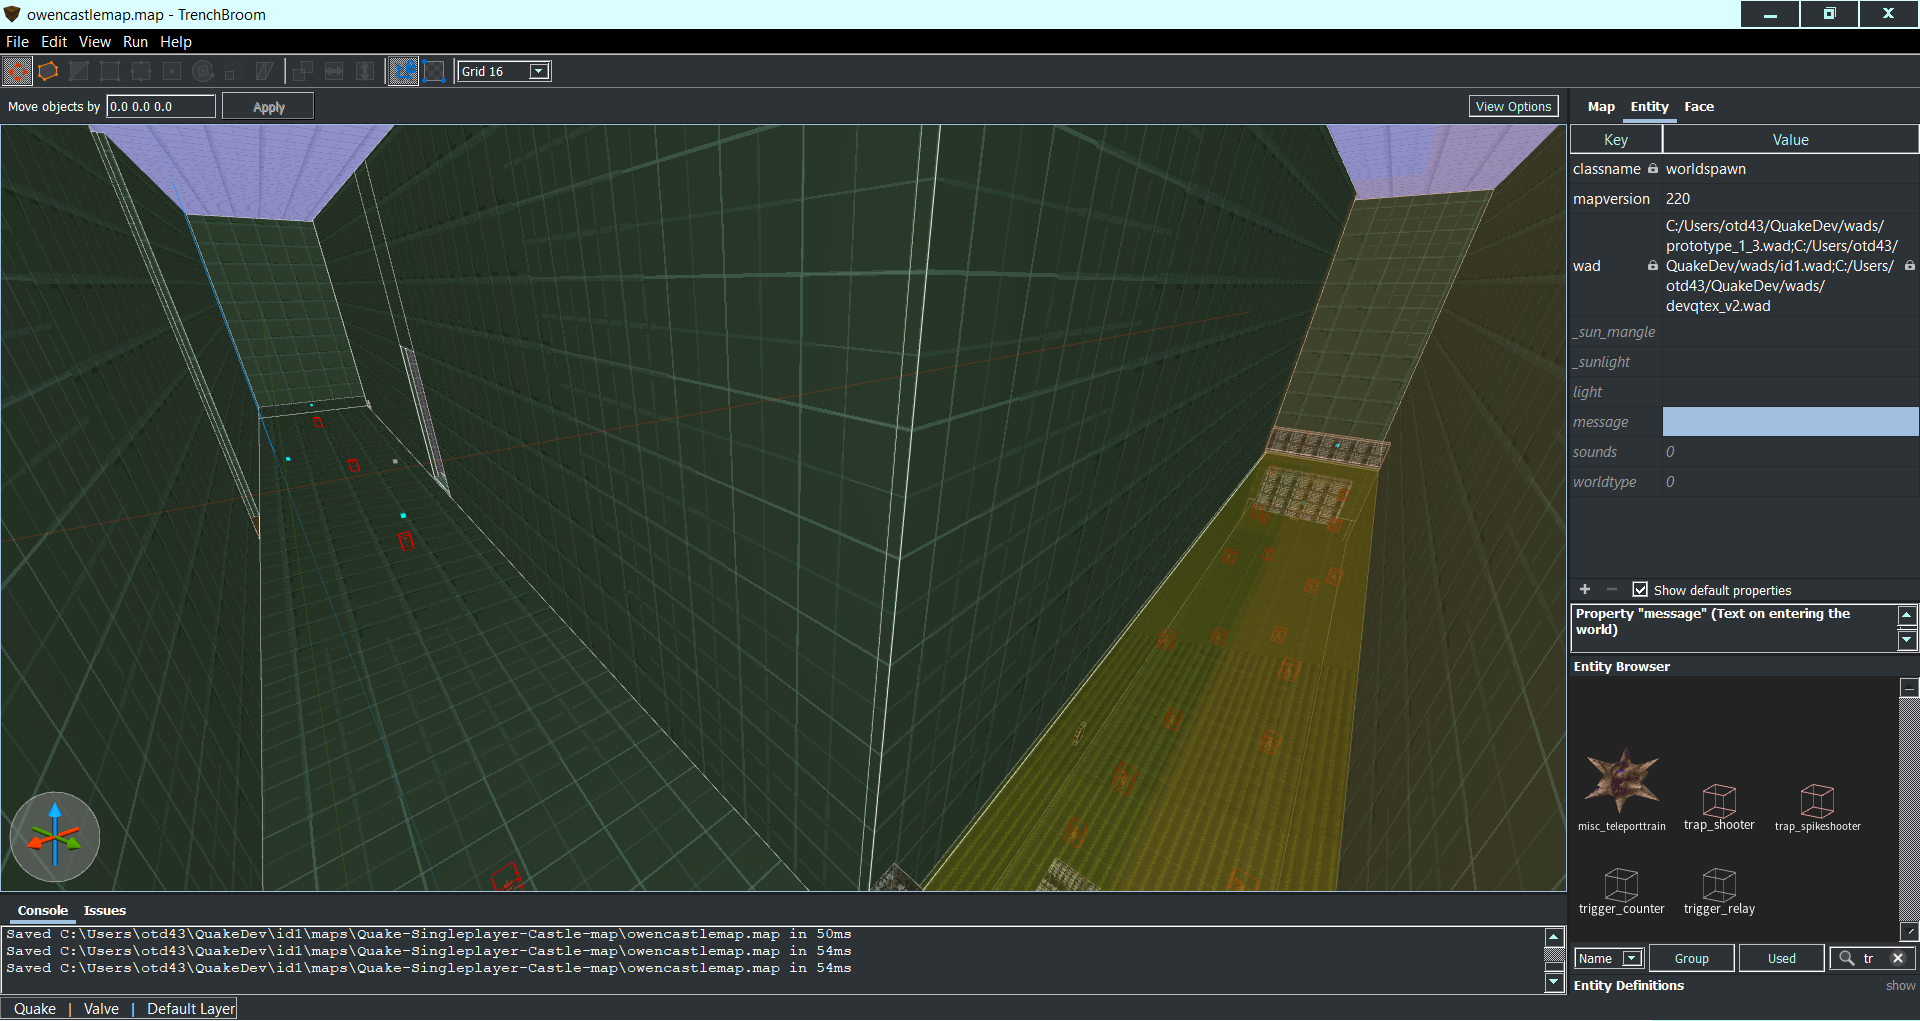 owencastlemap.map - TrenchBroom
File Edit View Run Help
Grid 16
Move objects by 0.0 0.0 0.0 Apply
View Options
Map Entity Face
Key Value
classname worldspawn
mapversion 220
wad
C:/Users/otd43/QuakeDev/wads/
prototype_1_3.wad;C:/Users/otd43/
QuakeDev/wads/id1.wad;C:/Users/
otd43/QuakeDev/wads/
devqtex_v2.wad
_sun_mangle
_sunlight
light
message
sounds 0
worldtype 0
Show default properties
Property "message" (Text on entering the
world)
Entity Browser
misc_teleporttrain trap_shooter trap_spikeshooter
trigger_counter trigger_relay
Name Group Used tr
Entity Definitions show
Console Issues
Saved C:\Users\otd43\QuakeDev\id1\maps\Quake-Singleplayer-Castle-map\owencastlemap.map in 50ms
Saved C:\Users\otd43\QuakeDev\id1\maps\Quake-Singleplayer-Castle-map\owencastlemap.map in 54ms
Saved C:\Users\otd43\QuakeDev\id1\maps\Quake-Singleplayer-Castle-map\owencastlemap.map in 54ms
Quake | Valve | Default Layer